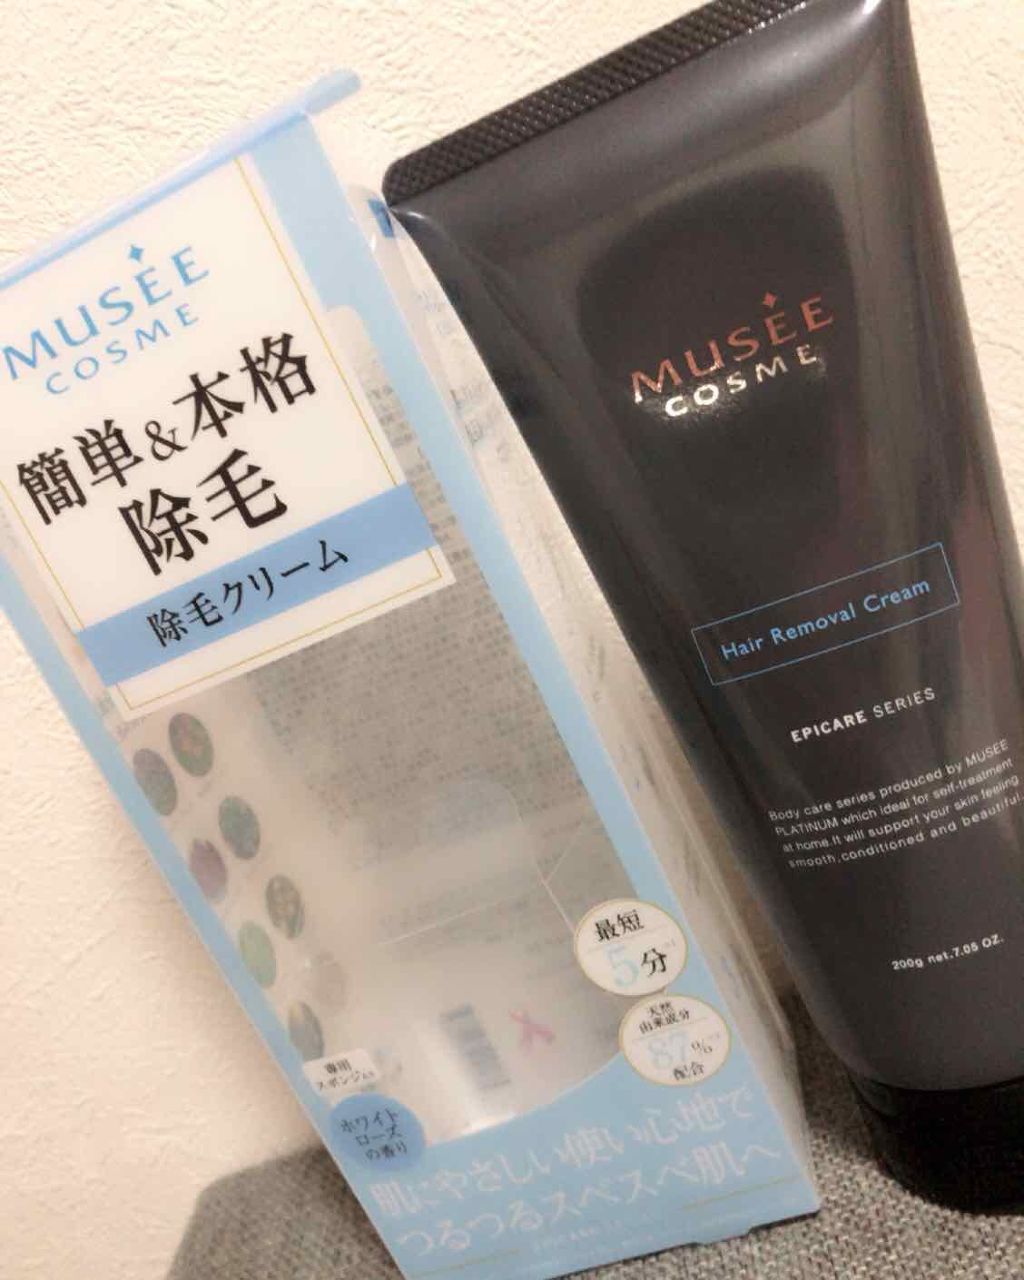 MUSÉE
COSME
簡単&本格
除毛
除毛クリーム
最短
5分
天然
由来成分
87%
配合
専用
スポンジ
ホワイト
ローズ
の香り
肌にやさしい使い心地で
つるつるスベスベ肌へ
MUSÉE
COSME
Hair Removal Cream
EPICARE SERIES
Body care series produced by MUSEE
PLATINUM which ideal for self-treatment
at home.It will support your skin feeling
smooth,conditioned and beautiful.
200g net.7.05 OZ.